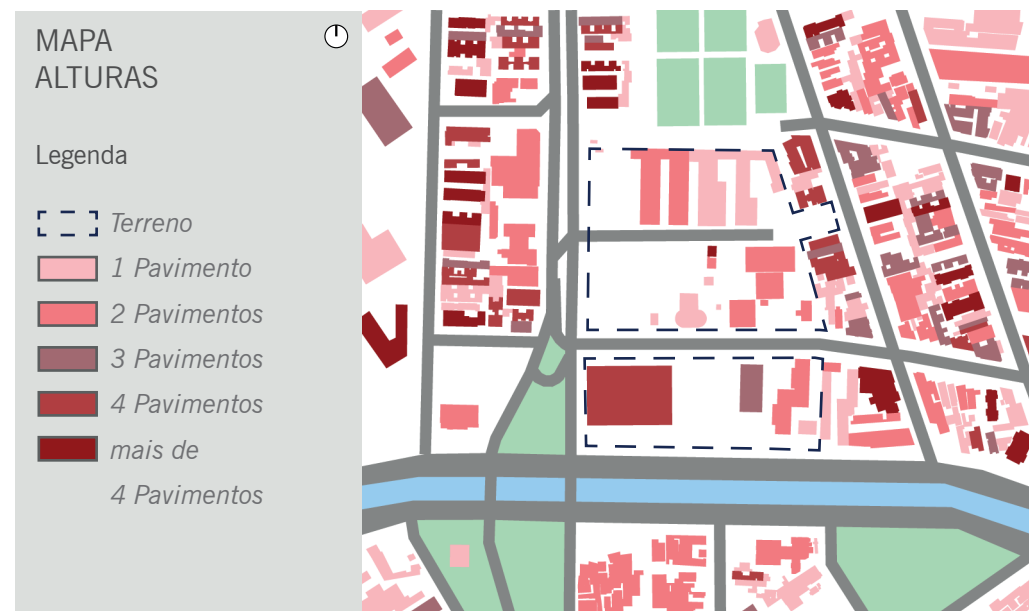 MAPA
ALTURAS
Legenda
Terreno
1 Pavimento
2 Pavimentos
3 Pavimentos
4 Pavimentos
mais de
4 Pavimentos